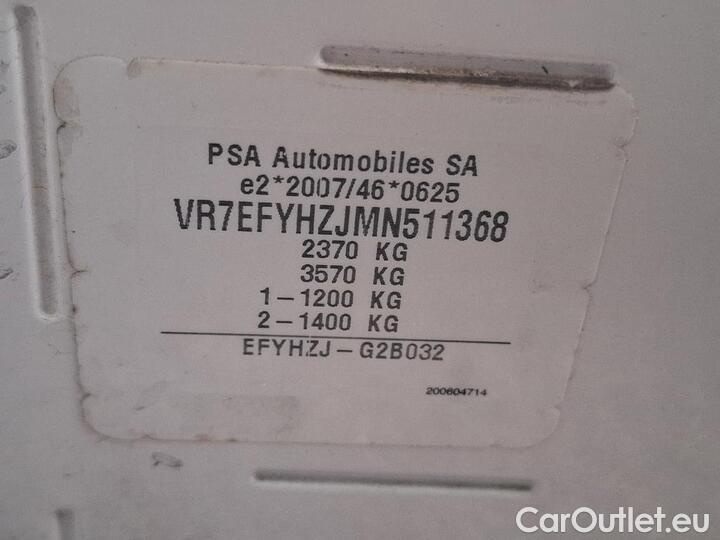 PSA Automobiles SA
e2*2007/46*0625
VR7EFYHZJMN511368
2370 KG
3570 KG
1-1200 KG
2-1400 KG
EFYHZJ-G2B032
200604714
CarOutlet.eu